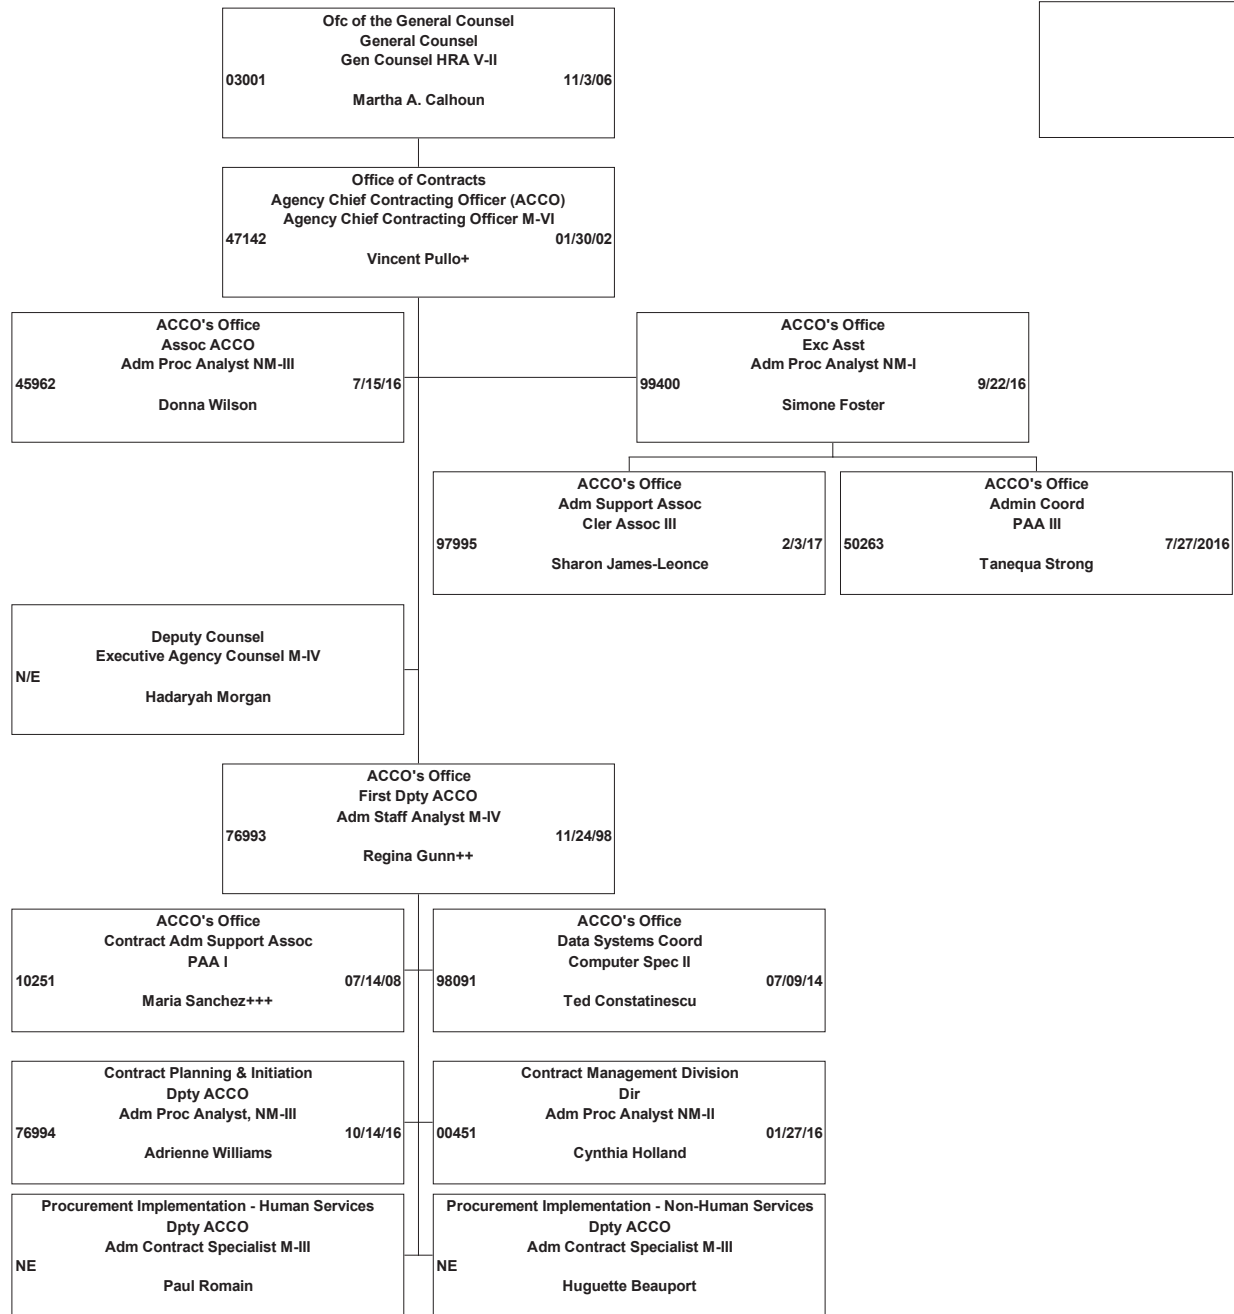 Ofc of the General Counsel
General Counsel
Gen Counsel HRA V-II
03001 11/3/06
Martha A. Calhoun
Office of Contracts
Agency Chief Contracting Officer (ACCO)
Agency Chief Contracting Officer M-VI
47142 01/30/02
Vincent Pullo+
ACCO's Office
Assoc ACCO
Adm Proc Analyst NM-III
45962 7/15/16
Donna Wilson
ACCO's Office
Exc Asst
Adm Proc Analyst NM-I
99400 9/22/16
Simone Foster
ACCO's Office
Adm Support Assoc
Cler Assoc III
97995 2/3/17
Sharon James-Leonce
ACCO's Office
Admin Coord
PAA III
50263 7/27/2016
Tanequa Strong
Deputy Counsel
Executive Agency Counsel M-IV
N/E
Hadaryah Morgan
ACCO's Office
First Dpty ACCO
Adm Staff Analyst M-IV
76993 11/24/98
Regina Gunn++
ACCO's Office
Contract Adm Support Assoc
PAA I
10251 07/14/08
Maria Sanchez+++
ACCO's Office
Data Systems Coord
Computer Spec II
98091 07/09/14
Ted Constatinescu
Contract Planning & Initiation
Dpty ACCO
Adm Proc Analyst, NM-III
76994 10/14/16
Adrienne Williams
Contract Management Division
Dir
Adm Proc Analyst NM-II
00451 01/27/16
Cynthia Holland
Procurement Implementation - Human Services
Dpty ACCO
Adm Contract Specialist M-III
NE
Paul Romain
Procurement Implementation - Non-Human Services
Dpty ACCO
Adm Contract Specialist M-III
NE
Huguette Beauport